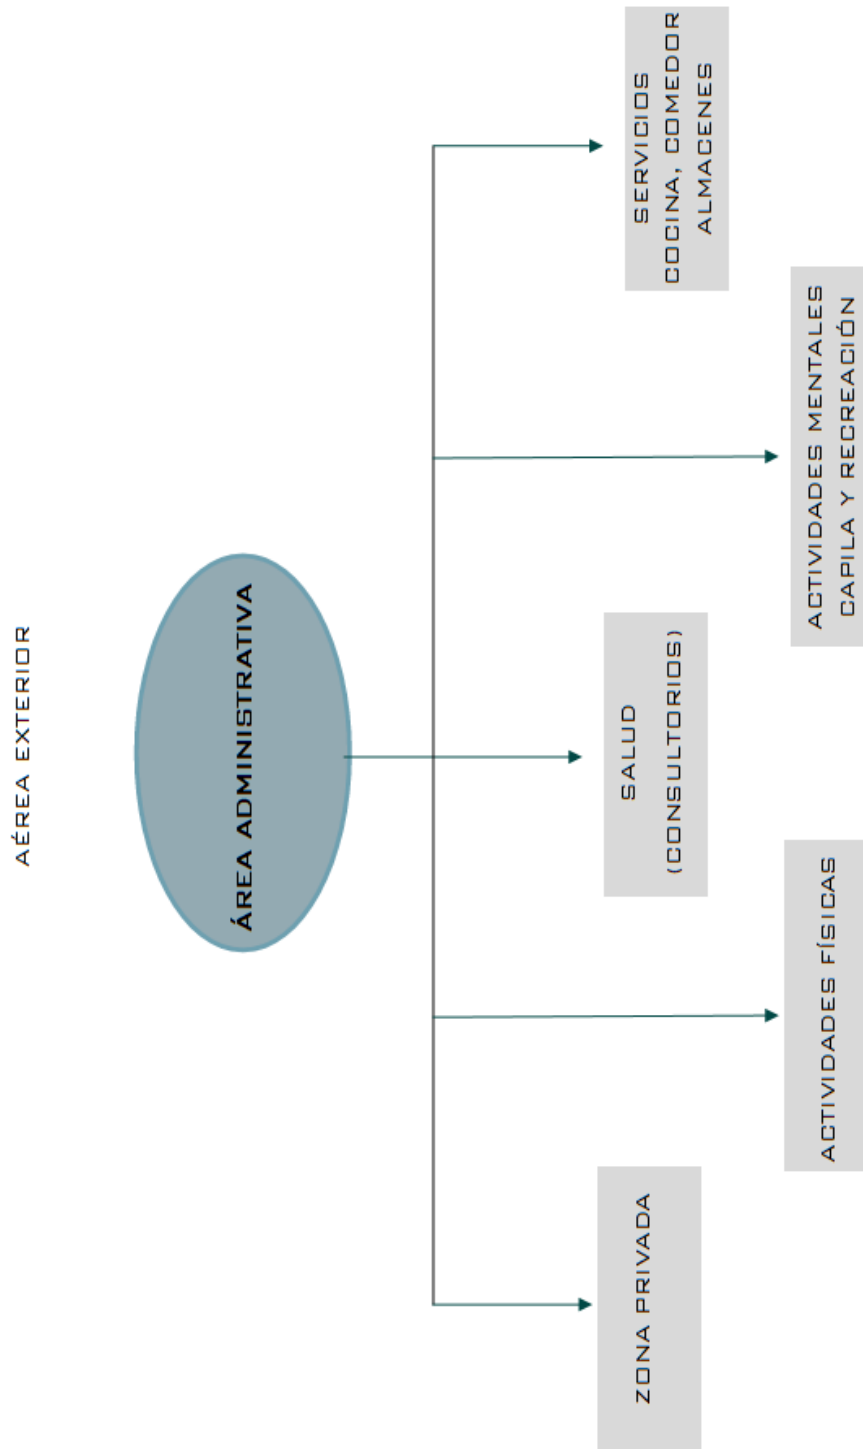 AÉREA EXTERIOR
ÁREA ADMINISTRATIVA
ZONA PRIVADA
ACTIVIDADES FÍSICAS
SALUD
(CONSULTORIOS)
ACTIVIDADES MENTALES
CAPILA Y RECREACIÓN
SERVICIOS
COCINA, COMEDOR
ALMACENES